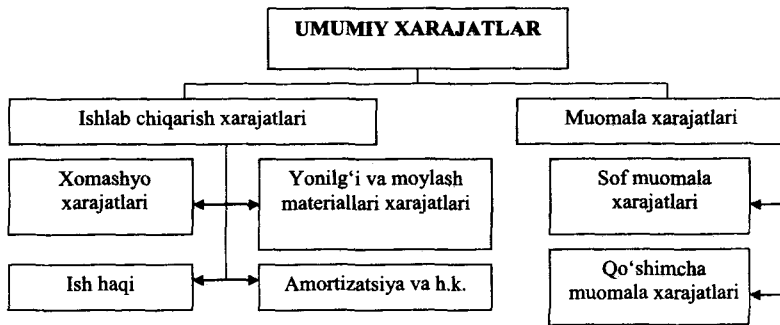 UMUMIY XARAJATLAR
Ishlab chiqarish xarajatlari
Muomala xarajatlari
Xomashyo
xarajatlari
Yonilg‘i va moylash
materiallari xarajatlari
Sof muomala
xarajatlari
Ish haqi
Amortizatsiya va h.k.
Qo‘shimcha
muomala xarajatlari